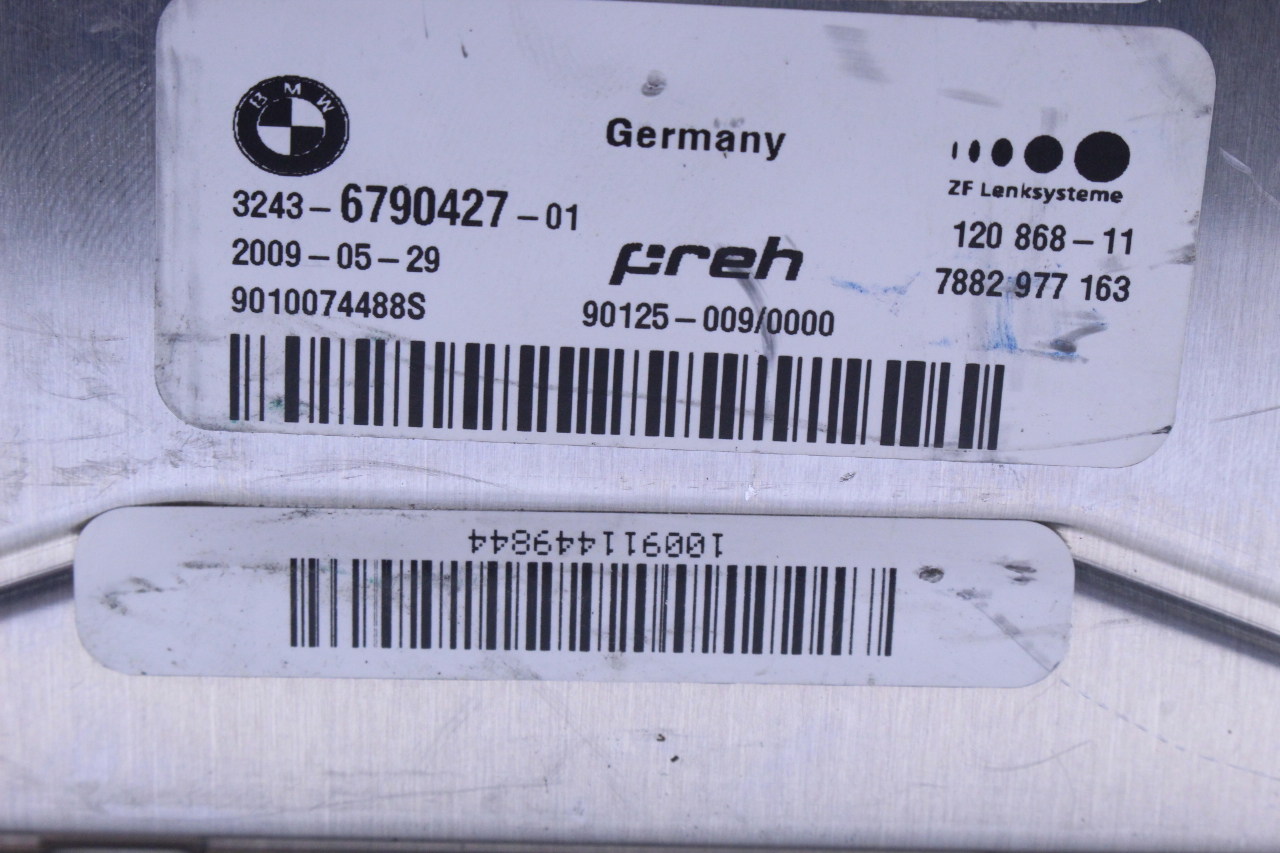 BMW
Germany
ZF Lenksysteme
3243-6790427-01
120 868-11
2009-05-29
preh
7882 977 163
9010074488S
90125-009/0000
100911449844